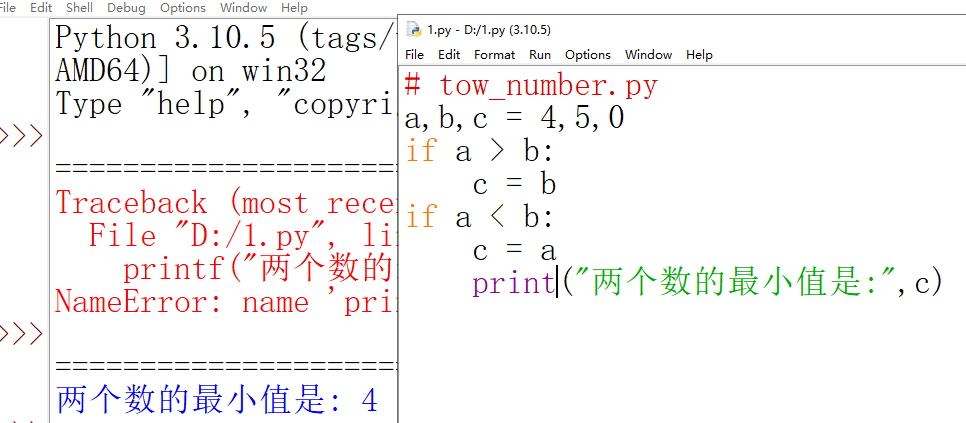 File Edit Shell Debug Options Window Help
Python 3.10.5 (tags/
AMD64)] on win32
Type "help", "copyri
>>>
====================
Traceback (most rece
File "D:/1.py", li
printf("两个数的
NameError: name 'pri
>>>
====================
两个数的最小值是: 4
1.py - D:/1.py (3.10.5)
File Edit Format Run Options Window Help
# tow_number.py
a,b,c = 4,5,0
if a > b:
c = b
if a < b:
c = a
print("两个数的最小值是:",c)